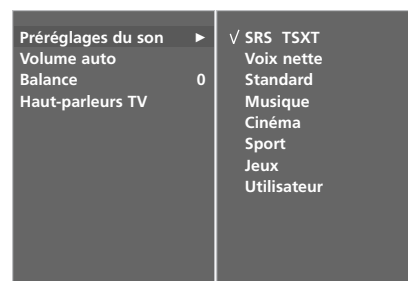 Préréglages du son ►
Volume auto
Balance 0
Haut-parleurs TV
√ SRS TSXT
Voix nette
Standard
Musique
Cinéma
Sport
Jeux
Utilisateur